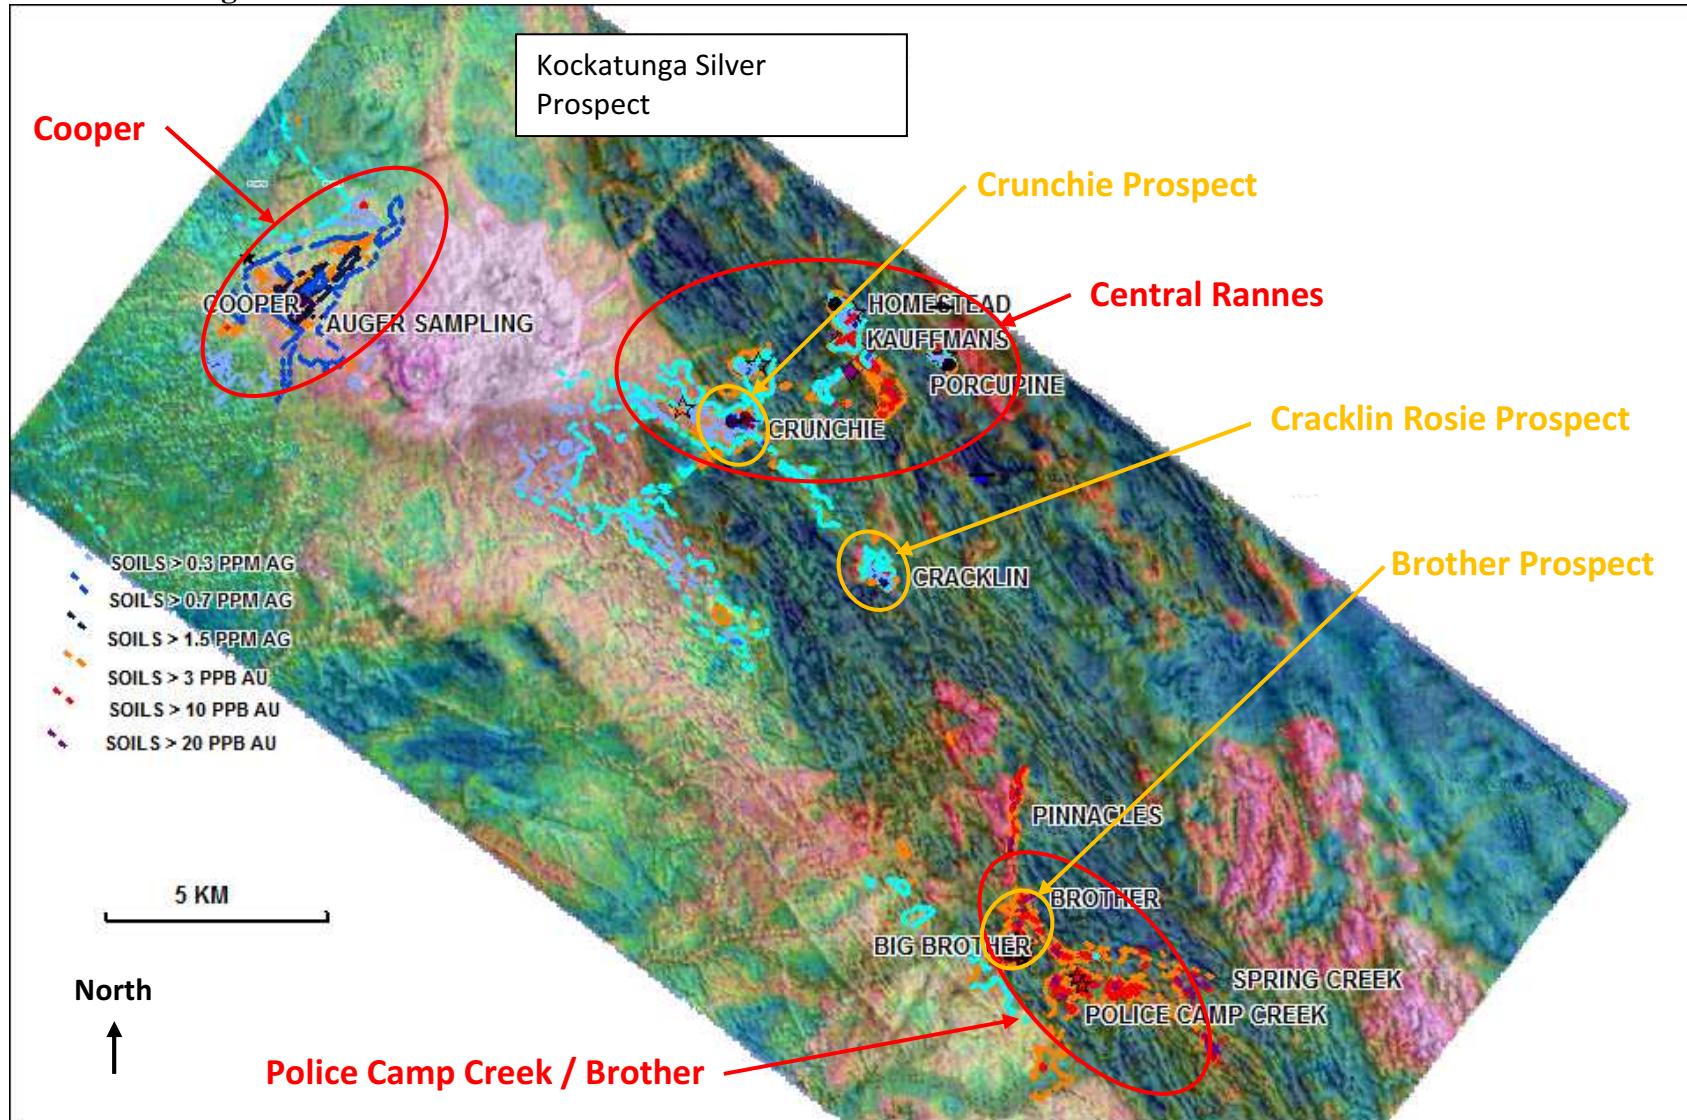 Kockatunga Silver
Prospect
Cooper
Crunchie Prospect
Central Rannes
COOPER
AUGER SAMPLING
HOMESTEAD
KAUFFMANS
PORCUPINE
Cracklin Rosie Prospect
CRUNCHIE
Brother Prospect
CRACKLIN
SOILS > 0.3 PPM AG
SOILS > 0.7 PPM AG
SOILS > 1.5 PPM AG
SOILS > 3 PPB AU
SOILS > 10 PPB AU
SOILS > 20 PPB AU
PINNACLES
5 KM
BROTHER
BIG BROTHER
SPRING CREEK
North
POLICE CAMP CREEK
Police Camp Creek / Brother